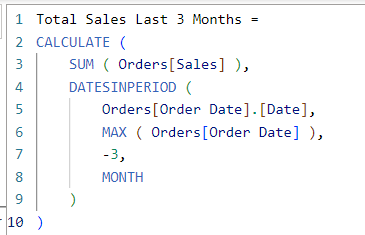 1 Total Sales Last 3 Months =
2 CALCULATE (
3 SUM ( Orders[Sales] ),
4 DATESINPERIOD (
5 Orders[Order Date].[Date],
6 MAX ( Orders[Order Date] ),
7 -3,
8 MONTH
9 )
10 )